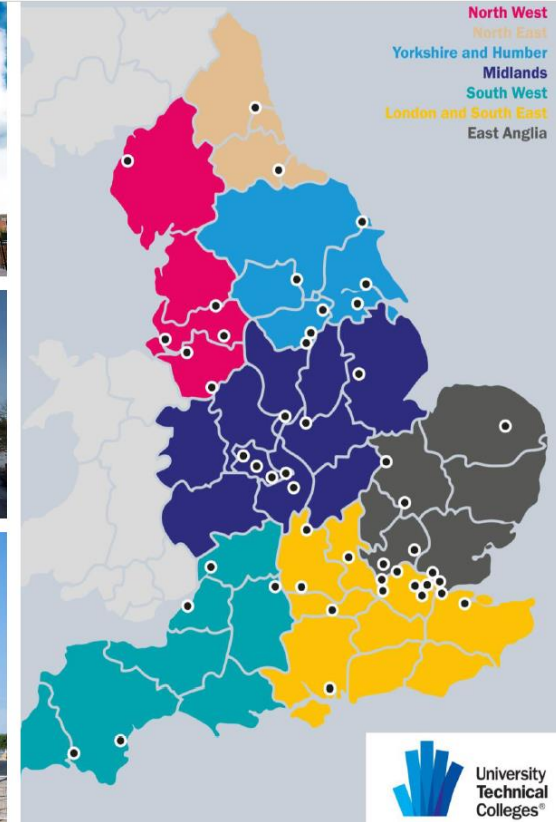 North West
North East
Yorkshire and Humber
Midlands
South West
London and South East
East Anglia
University
Technical
Colleges®